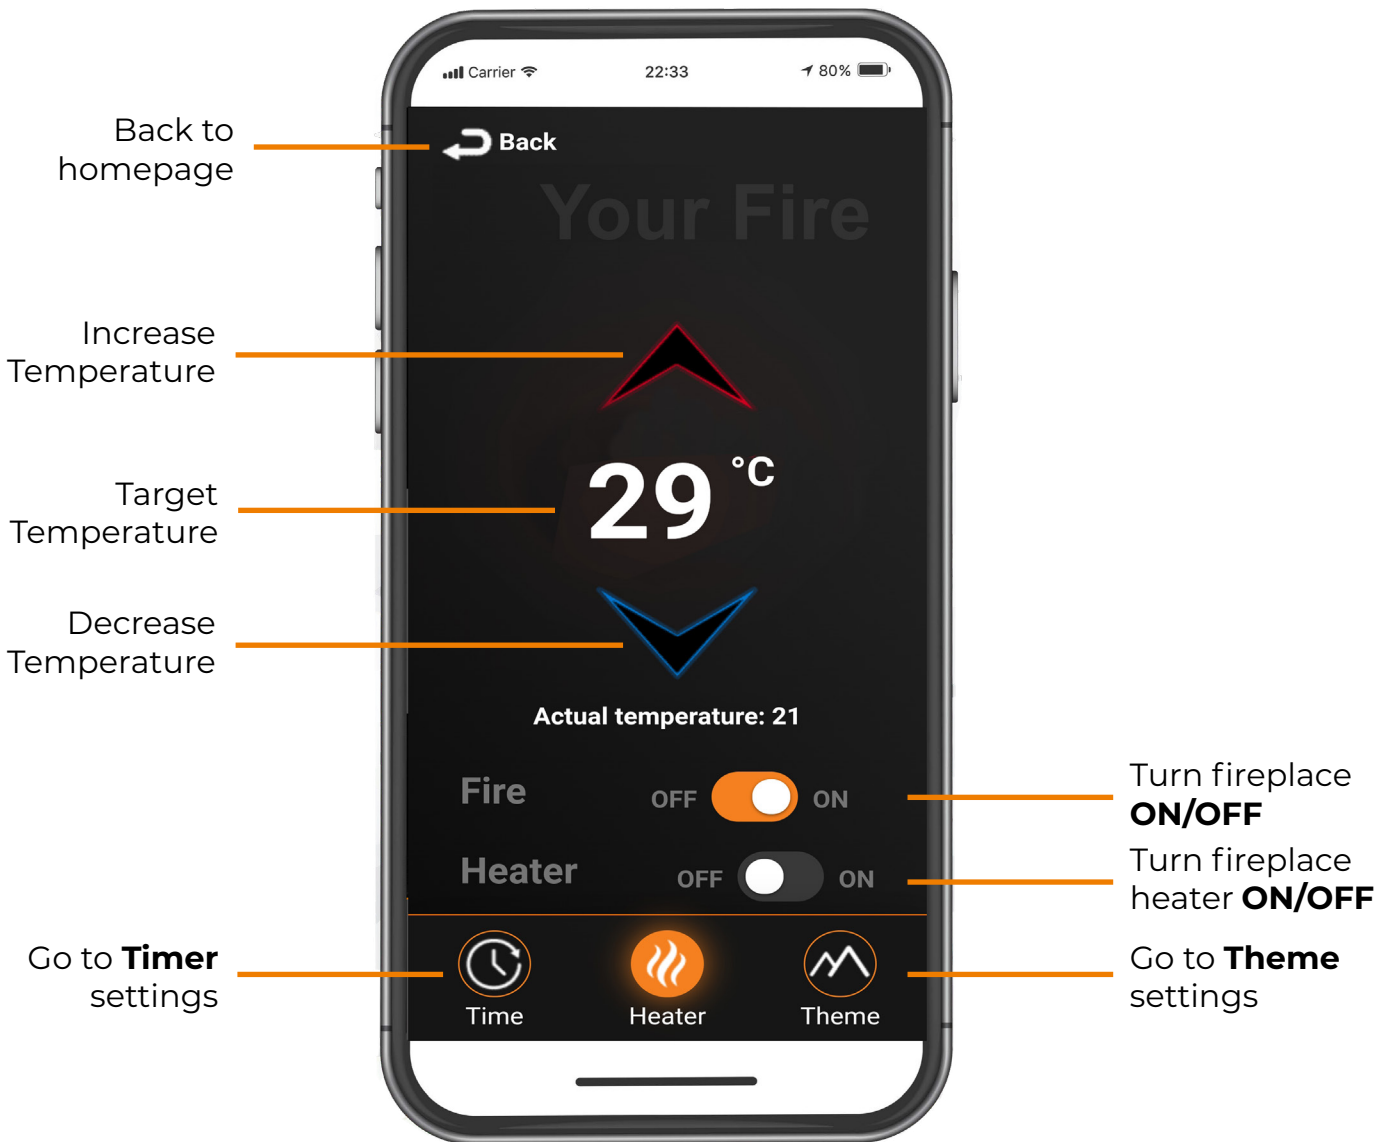 Carrier
22:33
80%
Back to
homepage
Back
Your Fire
Increase
Temperature
Target
Temperature
29 °C
Decrease
Temperature
Actual temperature: 21
Fire OFF ON
Turn fireplace
ON/OFF
Heater OFF ON
Turn fireplace
heater ON/OFF
Go to Timer
settings
Time
Heater
Theme
Go to Theme
settings